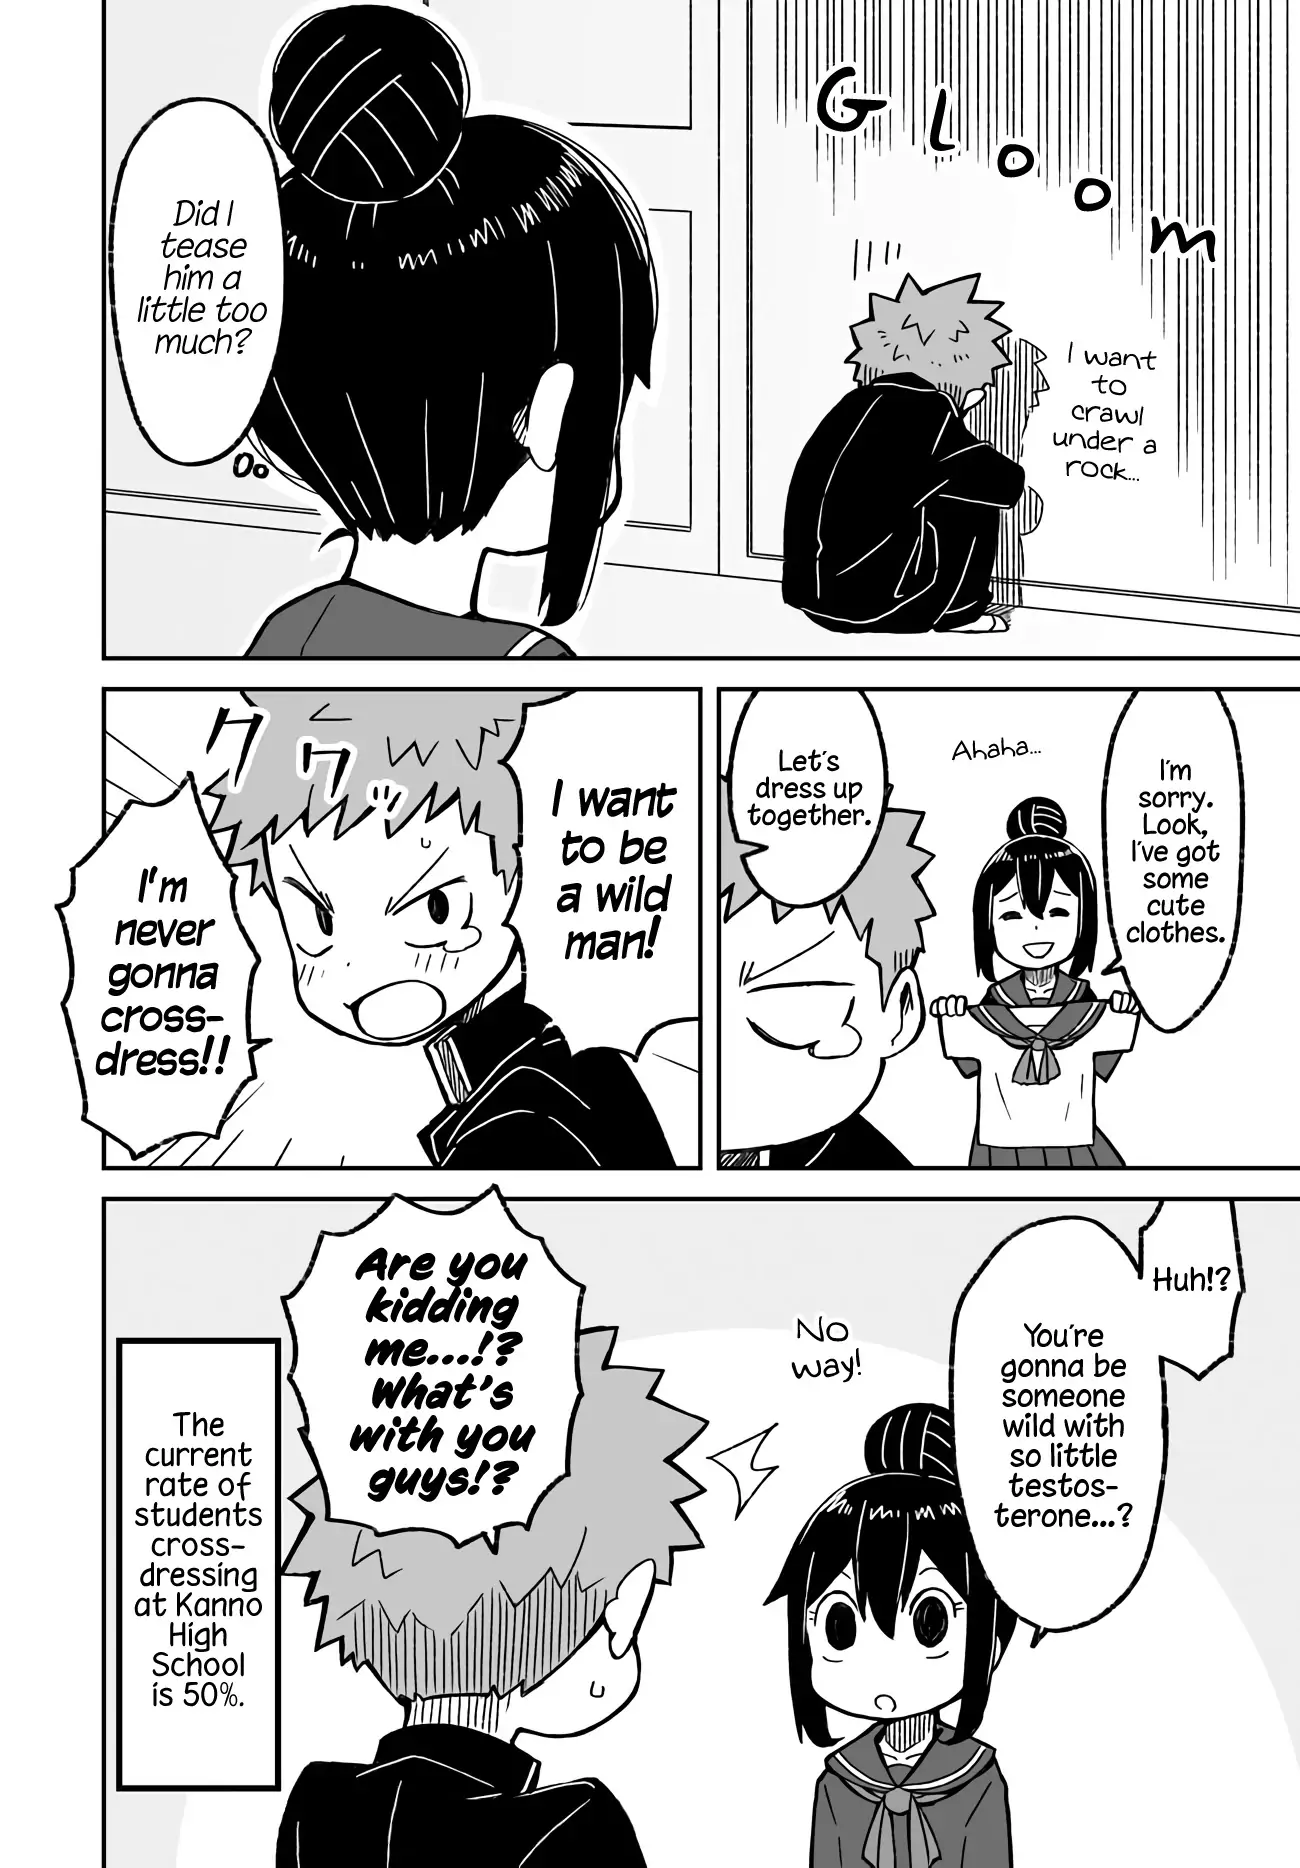 Gloom
I want
to
crawl
under a
rock...
Did I
tease
him a
little too
much?
I'm
sorry.
Look,
I've got
some
cute
clothes.
Ahaha...
Let's
dress up
together.
I want
to be
a wild
man!
クワッ
I'm
never
gonna
cross-
dress!!
Huh!?
You're
gonna be
someone
wild with
so little
testos-
terone...?
No
way!
Are you
kidding
me...!?
What's
with you
guys!?
The
current
rate of
students
cross-
dressing
at Kanno
High
School
is 50%.